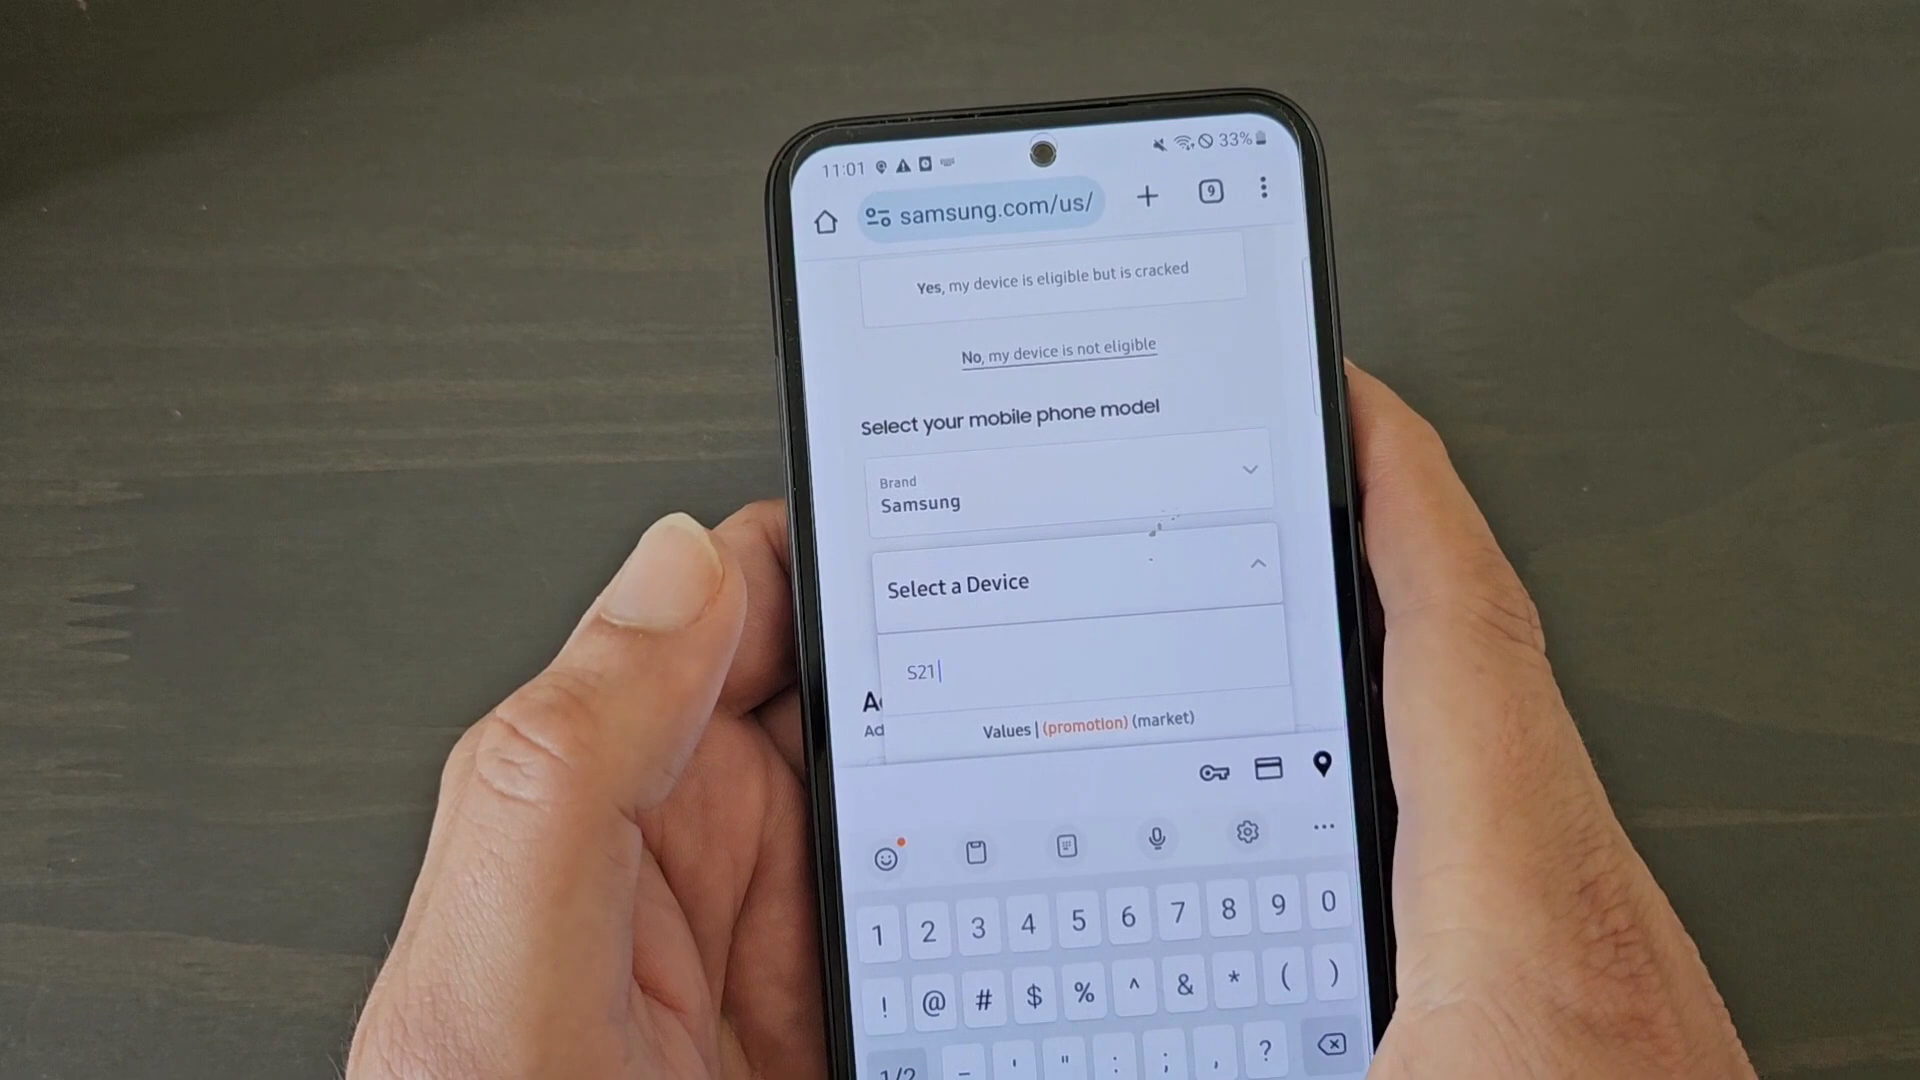 11:01
33%
samsung.com/us/
9
Yes, my device is eligible but is cracked
No, my device is not eligible
Select your mobile phone model
Brand
Samsung
Select a Device
S21
Values | (promotion) (market)
1 2 3 4 5 6 7 8 9 0
! @ # $ % ^ & * ( )
1/2 _ ' " : ; , ?